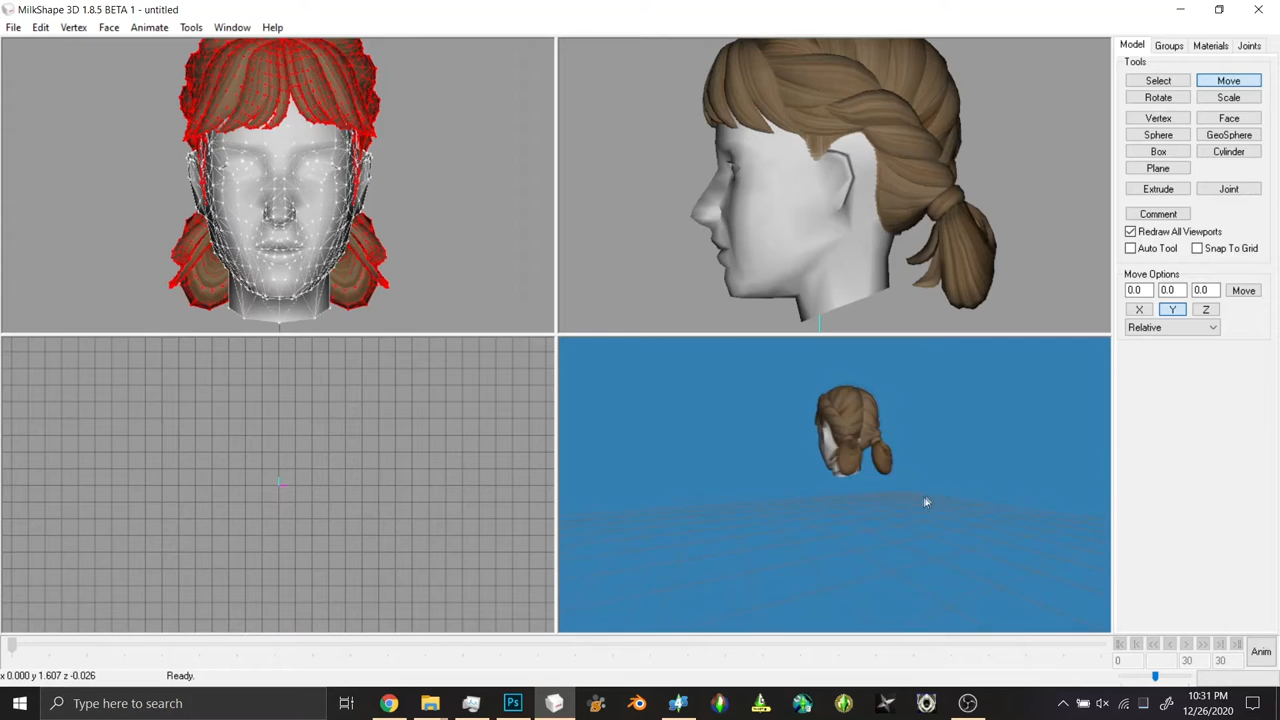 MilkShape 3D 1.8.5 BETA 1 - untitled
File Edit Vertex Face Animate Tools Window Help
Model Groups Materials Joints
Tools
Select Move
Rotate Scale
Vertex Face
Sphere GeoSphere
Box Cylinder
Plane
Extrude Joint
Comment
Redraw All Viewports
Auto Tool Snap To Grid
Move Options
0.0 0.0 0.0 Move
X Y Z
Relative
Anim
0 30 30
x 0.000 y 1.607 z -0.026 Ready.
Type here to search
10:31 PM
12/26/2020